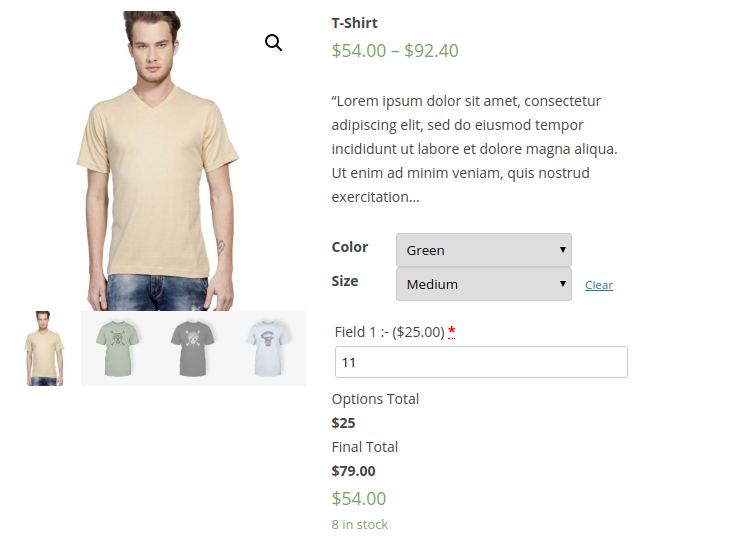 T-Shirt
$54.00 – $92.40
“Lorem ipsum dolor sit amet, consectetur
adipiscing elit, sed do eiusmod tempor
incididunt ut labore et dolore magna aliqua.
Ut enim ad minim veniam, quis nostrud
exercitation…
Color Green
Size Medium Clear
Field 1 :- ($25.00) *
11
Options Total
$25
Final Total
$79.00
$54.00
8 in stock